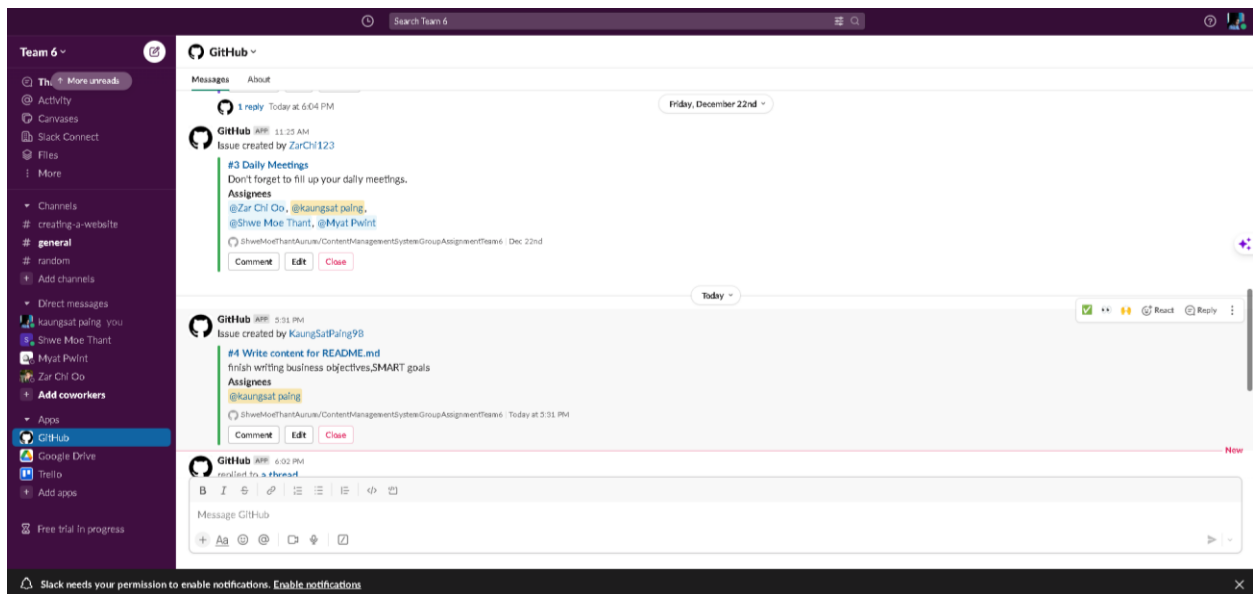 Search Team 6
Team 6
GitHub
Th
More unreads
Messages About
Activity
Canvases
Slack Connect
Files
More
Channels
# creating-a-website
# general
# random
Add channels
Direct messages
kaungsat paing you
Shwe Moe Thant
Myat Pwint
Zar Chi Oo
Add coworkers
Apps
GitHub
Google Drive
Trello
Add apps
Free trial in progress
1 reply Today at 6:04 PM
Friday, December 22nd
GitHub APP 11:25 AM
Issue created by ZarChi123
#3 Daily Meetings
Don't forget to fill up your daily meetings.
Assignees
@Zar Chi Oo, @kaungsat paing,
@Shwe Moe Thant, @Myat Pwint
ShweMoeThantAurum/ContentManagementSystemGroupAssignmentTeam6 | Dec 22nd
Comment Edit Close
Today
React Reply
GitHub APP 5:31 PM
Issue created by KaungSatPaing98
#4 Write content for README.md
finish writing business objectives,SMART goals
Assignees
@kaungsat paing
ShweMoeThantAurum/ContentManagementSystemGroupAssignmentTeam6 | Today at 5:31 PM
Comment Edit Close
New
GitHub APP 6:02 PM
replied to a thread
B I S
Message GitHub
Aa
Slack needs your permission to enable notifications. Enable notifications